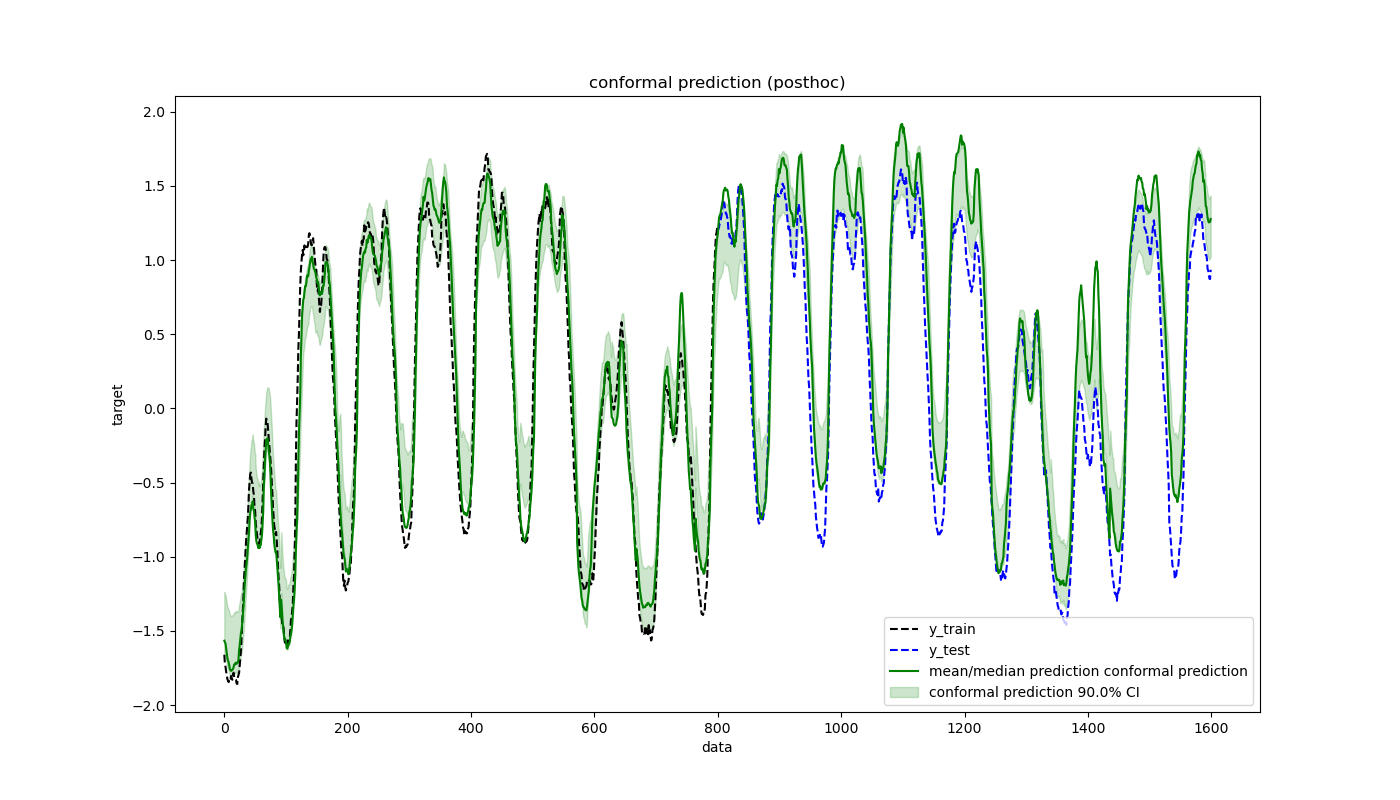 conformal prediction (posthoc)
2.0
1.5
1.0
0.5
0.0
−0.5
−1.0
−1.5
−2.0
target
0 200 400 600 800 1000 1200 1400 1600
data
y_train
y_test
mean/median prediction conformal prediction
conformal prediction 90.0% CI